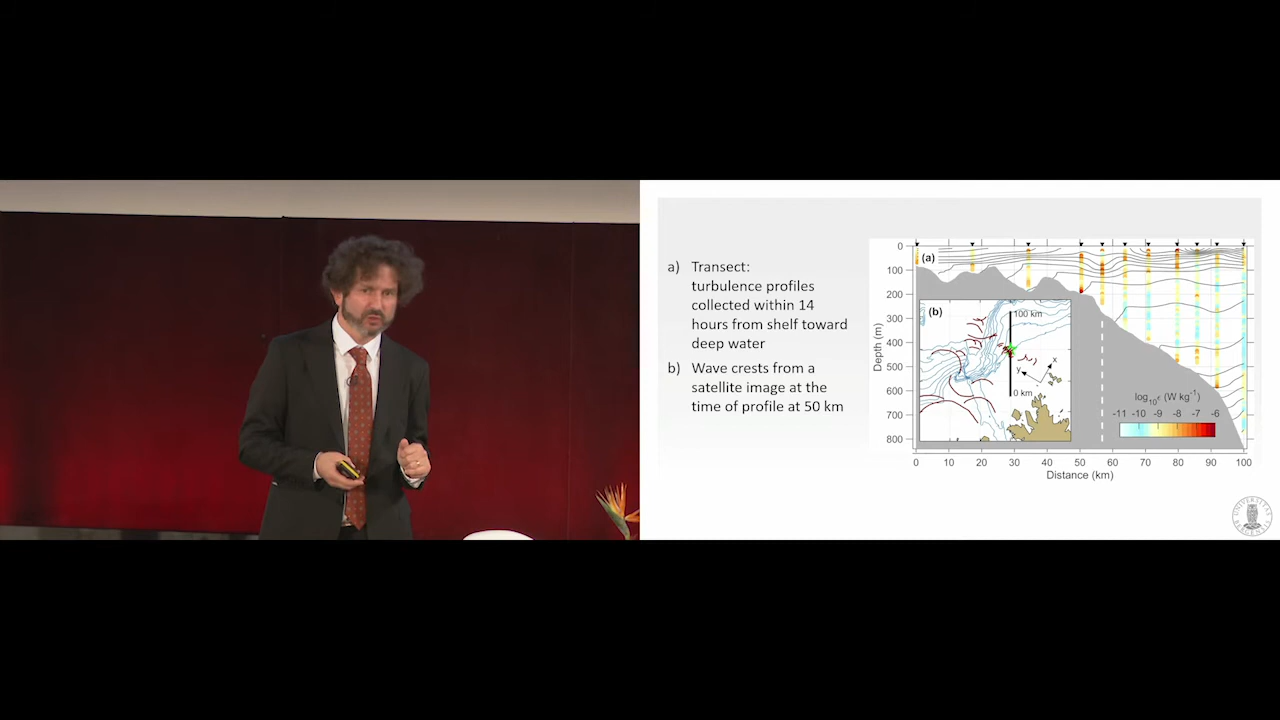 a) Transect:
turbulence profiles
collected within 14
hours from shelf toward
deep water
b) Wave crests from a
satellite image at the
time of profile at 50 km
(a)
0
100
200
300
400
500
600
700
800
Depth (m)
(b)
100 km
x
y
0 km
log10ε (W kg-1)
-11 -10 -9 -8 -7 -6
0 10 20 30 40 50 60 70 80 90 100
Distance (km)